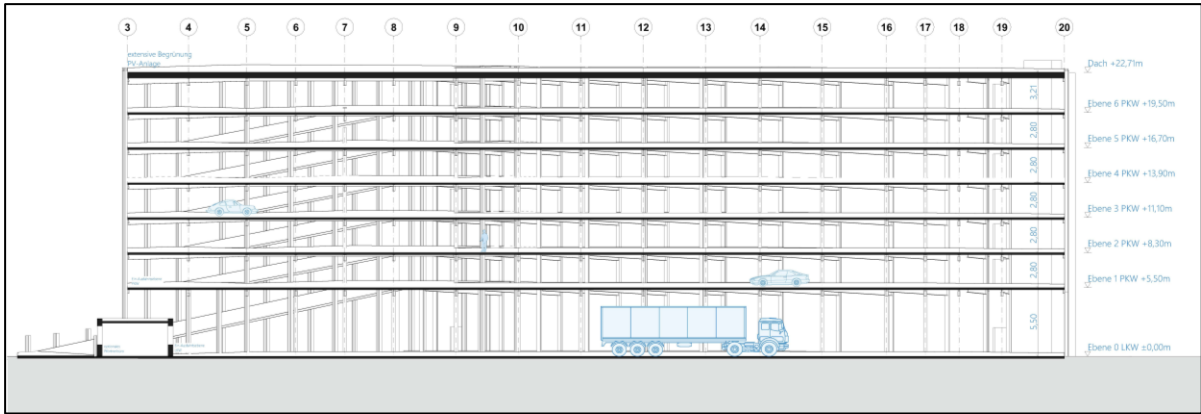 3 4 5 6 7 8 9 10 11 12 13 14 15 16 17 18 19 20
extensive Begrünung
PV-Anlage
Dach +22,71m
3,21
Ebene 6 PKW +19,50m
2,80
Ebene 5 PKW +16,70m
2,80
Ebene 4 PKW +13,90m
2,80
Ebene 3 PKW +11,10m
2,80
Ebene 2 PKW +8,30m
2,80
Ebene 1 PKW +5,50m
5,50
Ebene 0 LKW ±0,00m